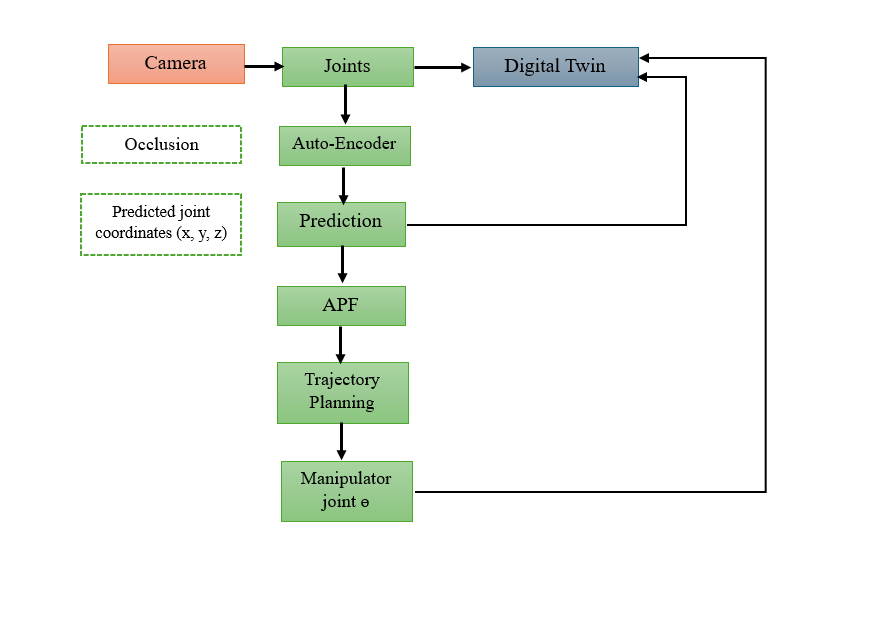 Camera
Joints
Digital Twin
Occlusion
Auto-Encoder
Predicted joint
coordinates (x, y, z)
Prediction
APF
Trajectory
Planning
Manipulator
joint ɵ